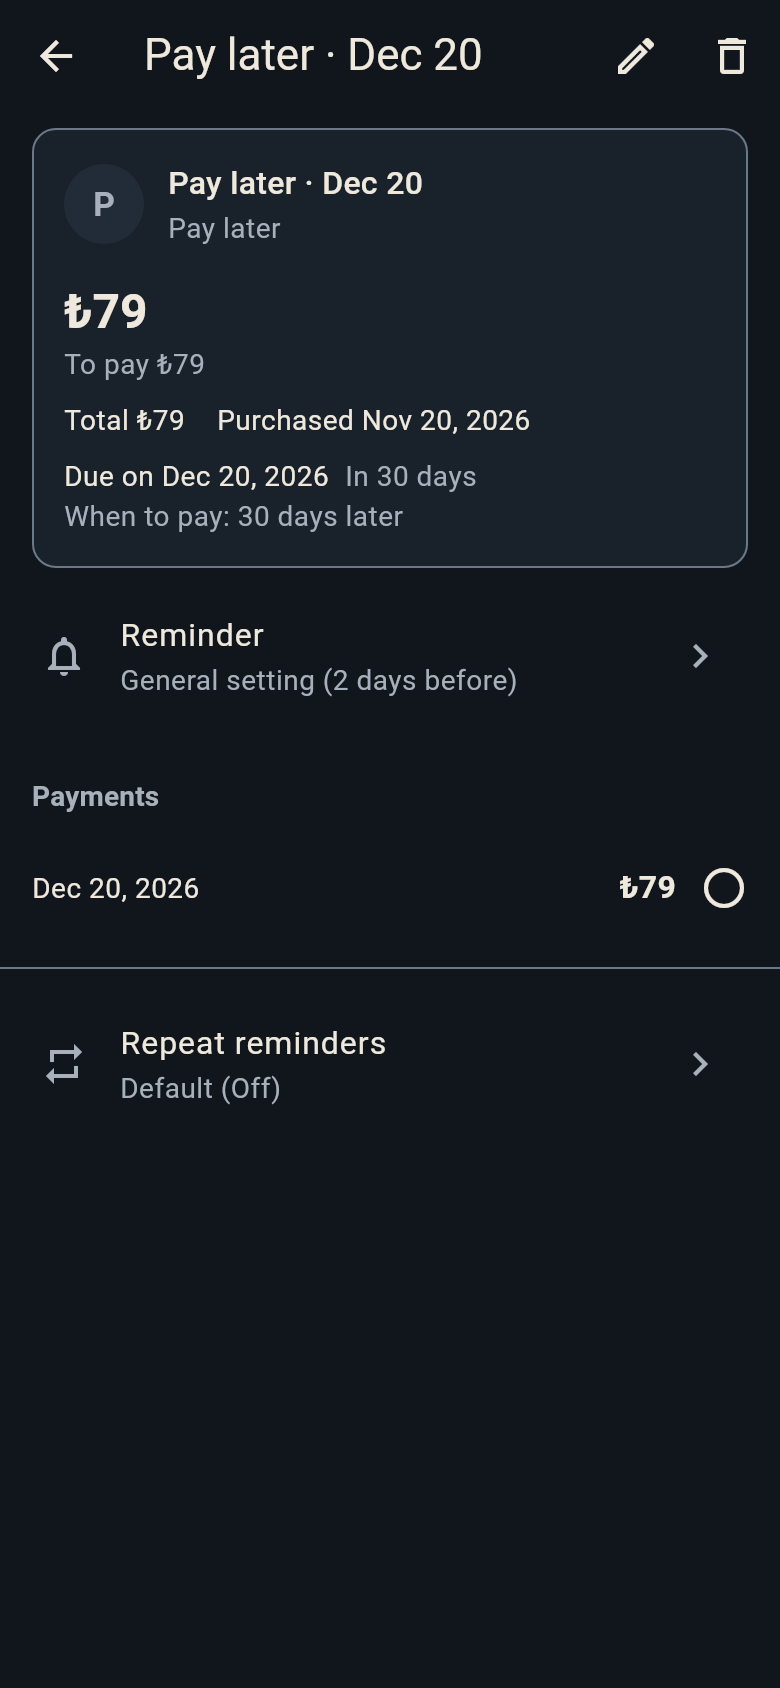 Pay later · Dec 20
P
Pay later · Dec 20
Pay later
₺79
To pay ₺79
Total ₺79 Purchased Nov 20, 2026
Due on Dec 20, 2026 In 30 days
When to pay: 30 days later
Reminder
General setting (2 days before)
Payments
Dec 20, 2026 ₺79
Repeat reminders
Default (Off)